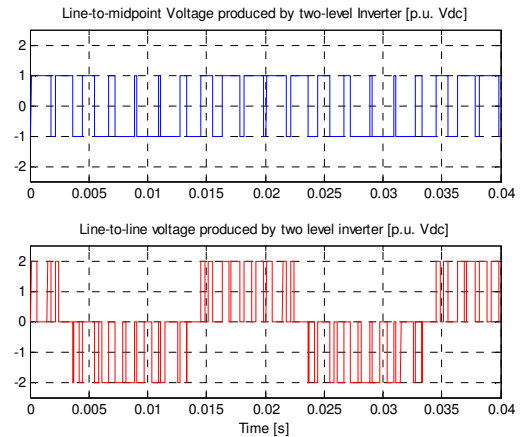 Line-to-midpoint Voltage produced by two-level Inverter [p.u. Vdc]
2
1
0
-1
-2
0 0.005 0.01 0.015 0.02 0.025 0.03 0.035 0.04
Line-to-line voltage produced by two level inverter [p.u. Vdc]
2
1
0
-1
-2
0 0.005 0.01 0.015 0.02 0.025 0.03 0.035 0.04
Time [s]